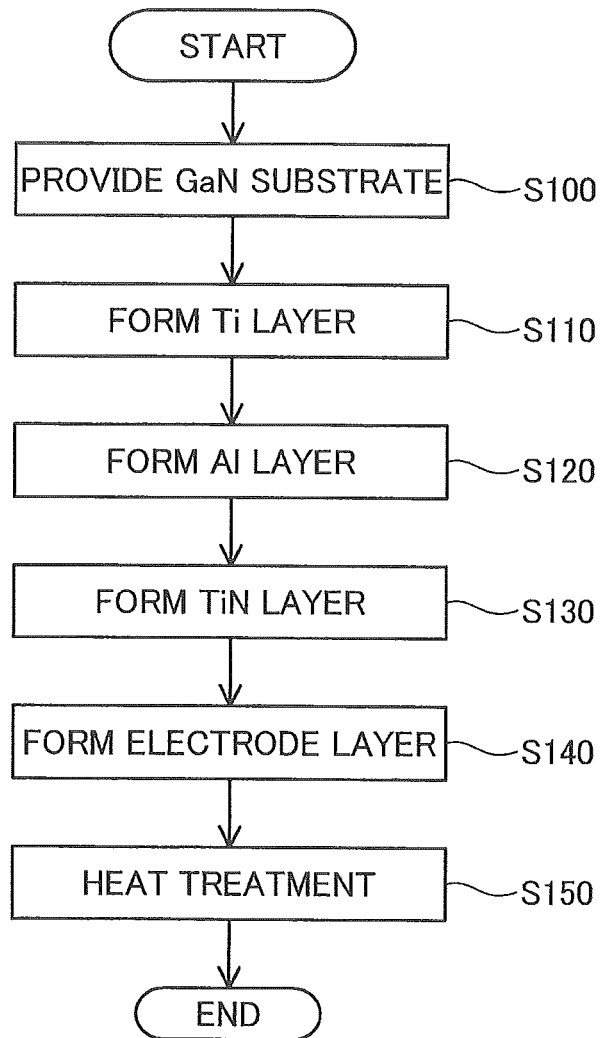 START
PROVIDE GaN SUBSTRATE
S100
FORM Ti LAYER
S110
FORM Al LAYER
S120
FORM TiN LAYER
S130
FORM ELECTRODE LAYER
S140
HEAT TREATMENT
S150
END